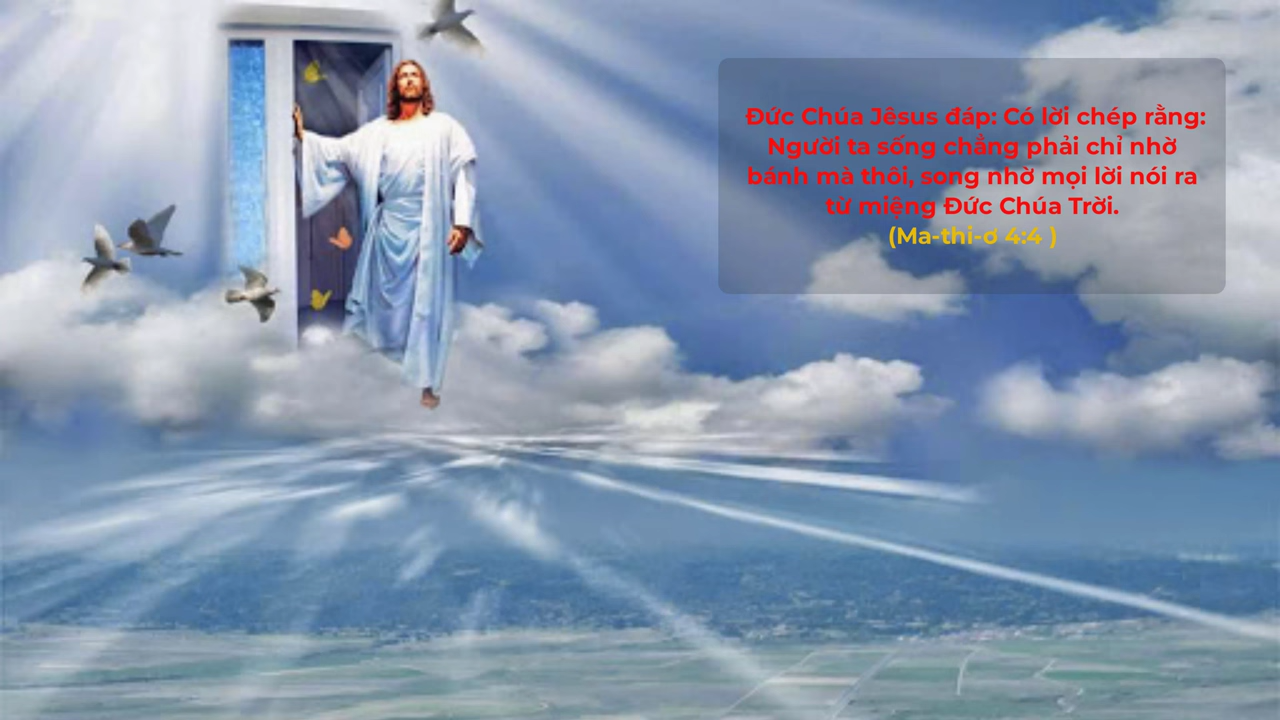 Đức Chúa Jêsus đáp: Có lời chép rằng:
Người ta sống chẳng phải chỉ nhờ
bánh mà thôi, song nhờ mọi lời nói ra
từ miệng Đức Chúa Trời.
(Ma-thi-ơ 4:4 )